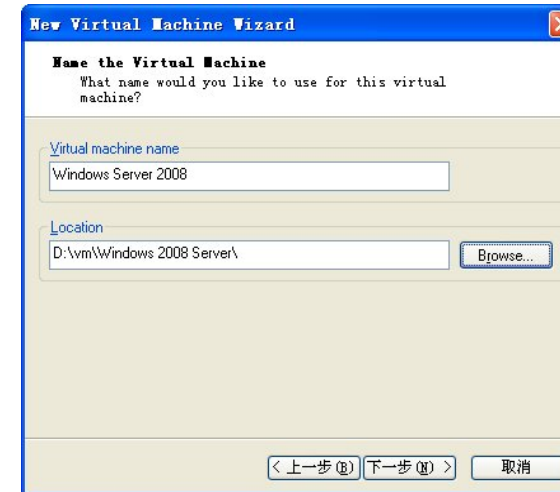 New Virtual Machine Wizard
Name the Virtual Machine
What name would you like to use for this virtual
machine?
Virtual machine name
Windows Server 2008
Location
D:\vm\Windows 2008 Server\
Browse...
< 上一步(B) 下一步(N) > 取消